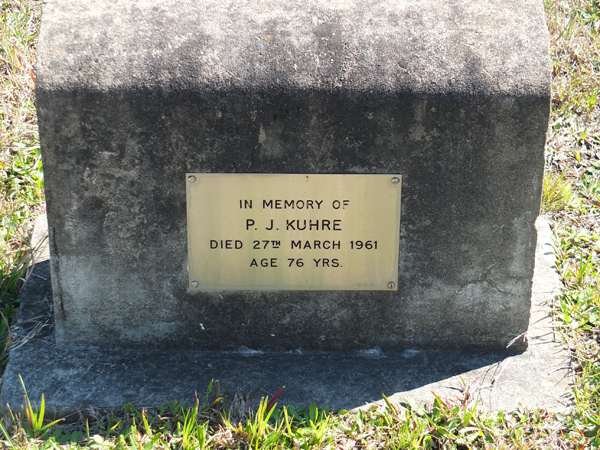 IN MEMORY OF
P. J. KUHRE
DIED 27TH MARCH 1961
AGE 76 YRS.